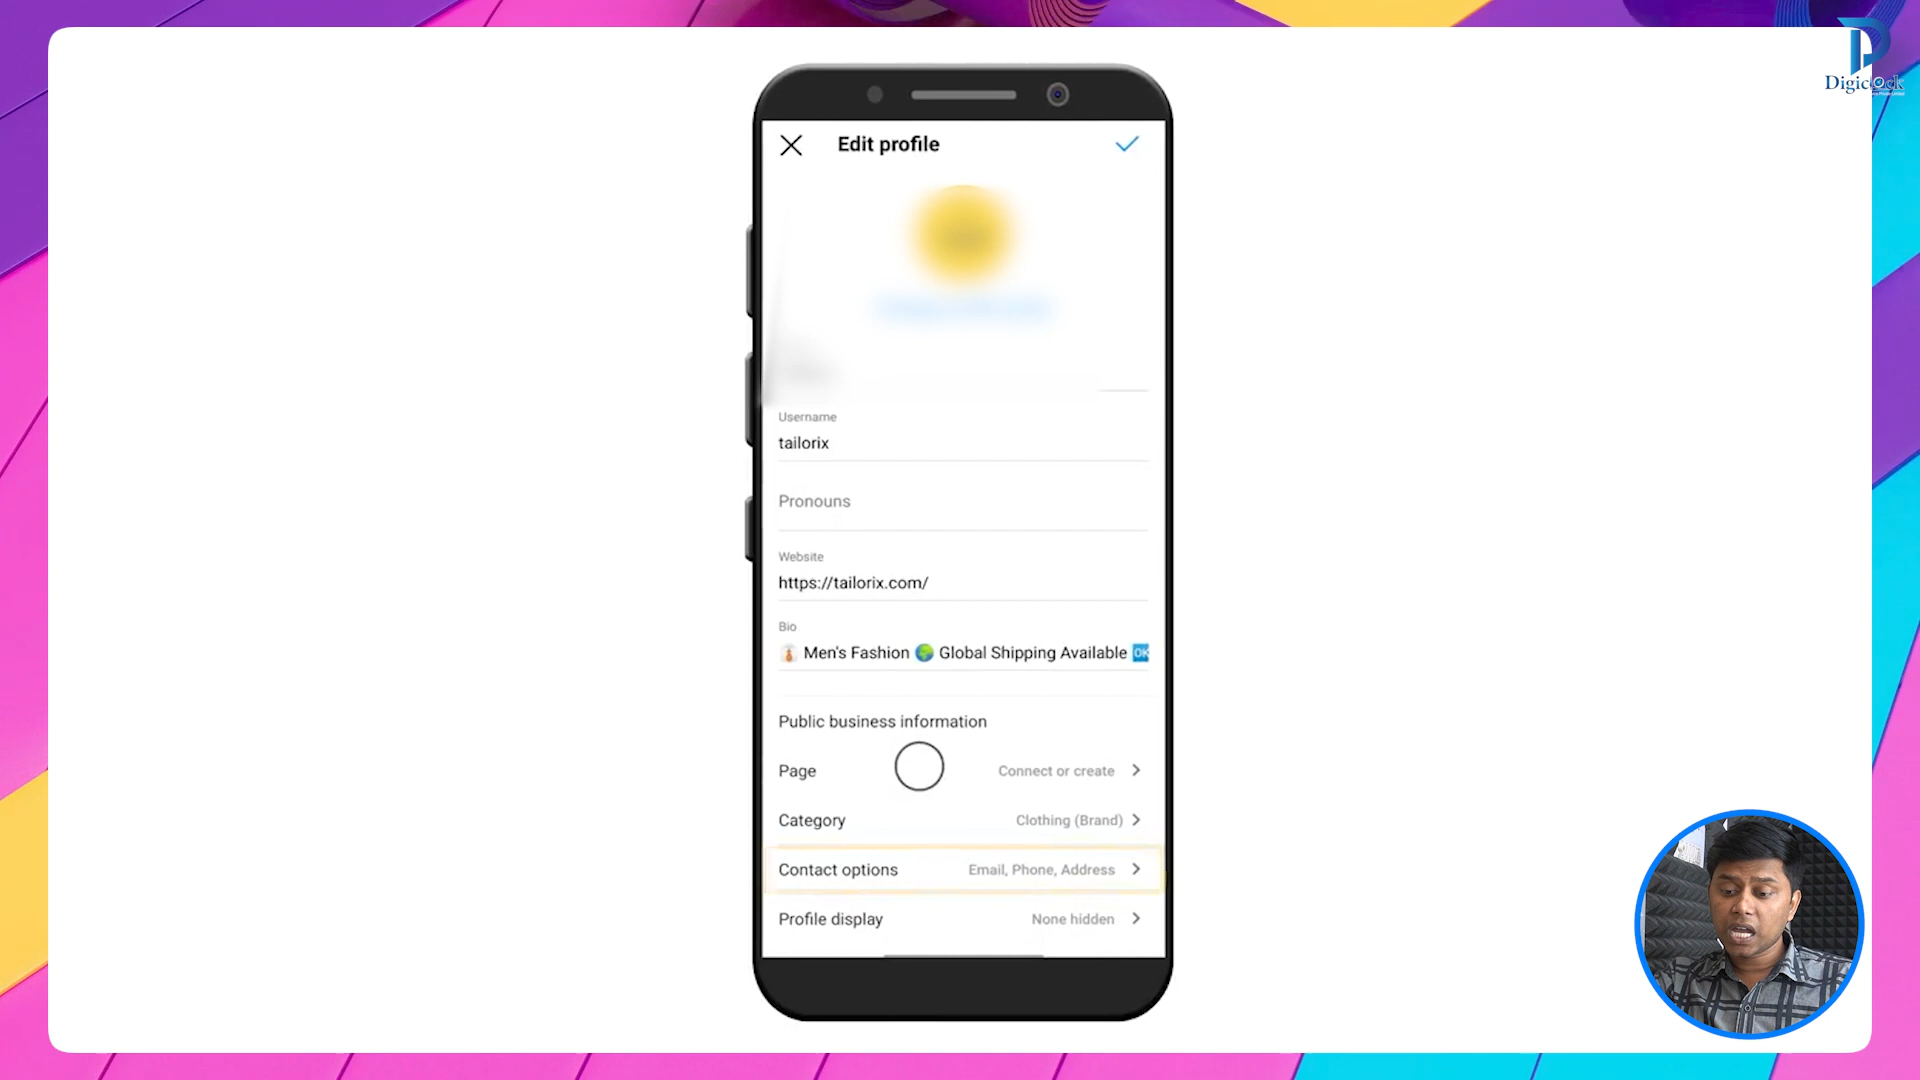 Digiclock
Edit profile
Username
tailorix
Pronouns
Website
https://tailorix.com/
Bio
Men's Fashion 🌍 Global Shipping Available 🆗
Public business information
Page Connect or create
Category Clothing (Brand)
Contact options Email, Phone, Address
Profile display None hidden